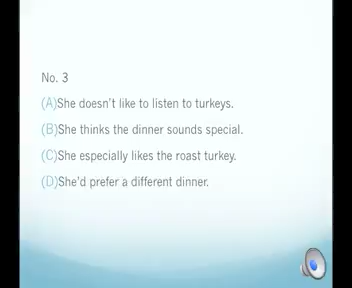 No. 3
(A)She doesn't like to listen to turkeys.
(B)She thinks the dinner sounds special.
(C)She especially likes the roast turkey.
(D)She'd prefer a different dinner.